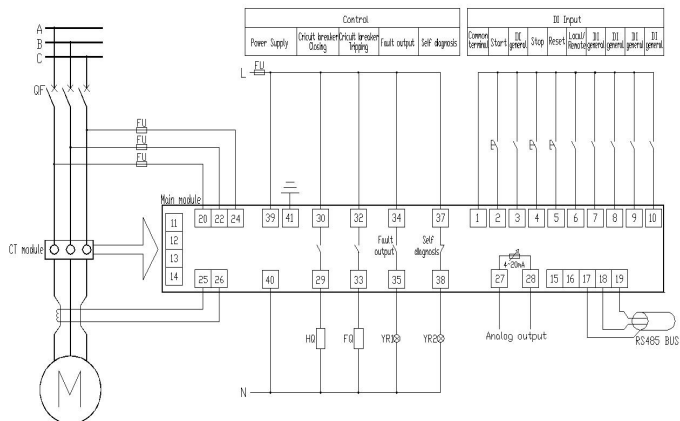 Control
DI Input
Power Supply
Circuit breaker Closing
Circuit breaker Tripping
Fault output
Self diagnosis
Common terminal
Start
DI general
Stop
Reset
Local/ Remote
DI general
DI general
DI general
DI general
A
B
C
QF
L
FU
FU
FU
FU
Main module
11
12
13
14
20
22
24
39
41
30
32
34
37
1
2
3
4
5
6
7
8
9
10
CT module
Fault output
Self diagnosis
4-20mA
25
26
40
29
33
35
38
27
28
15
16
17
18
19
HQ
FQ
YR1
YR2
Analog output
RS485 BUS
M
N